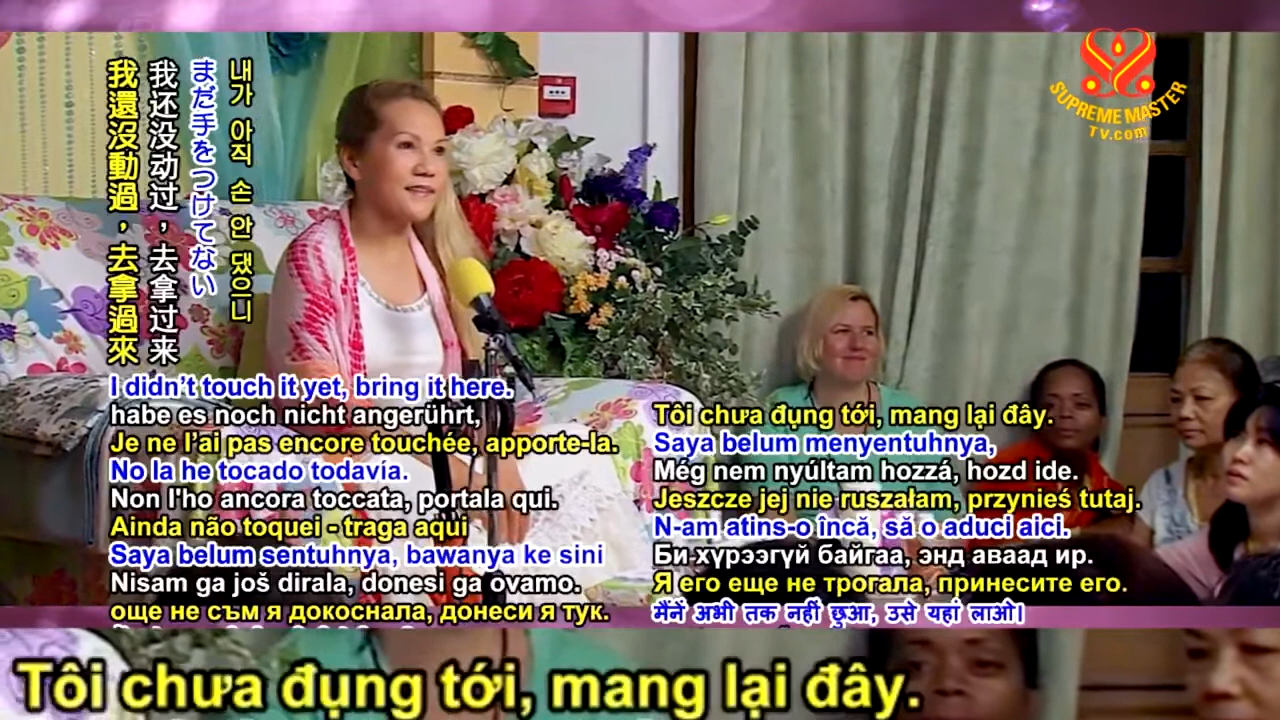 SUPREME MASTER
TV.com
我還沒動過，去拿過來
我还没动过，去拿过来
まだ手をつけてない
내가 아직 손 안 댔으니
I didn't touch it yet, bring it here.
habe es noch nicht angerührt,
Je ne l'ai pas encore touchée, apporte-la.
No la he tocado todavía.
Non l'ho ancora toccata, portala qui.
Ainda não toquei - traga aqui
Saya belum sentuhnya, bawanya ke sini
Nisam ga još dirala, donesi ga ovamo.
още не съм я докоснала, донеси я тук.
Tôi chưa đụng tới, mang lại đây.
Saya belum menyentuhnya,
Még nem nyúltam hozzá, hozd ide.
Jeszcze jej nie ruszałam, przynieś tutaj.
N-am atins-o încă, să o aduci aici.
Би хүрээгүй байгаа, энд аваад ир.
Я его еще не трогала, принесите его.
मैंनें अभी तक नहीं छुआ, उसे यहां लाओ।
Tôi chưa đụng tới, mang lại đây.